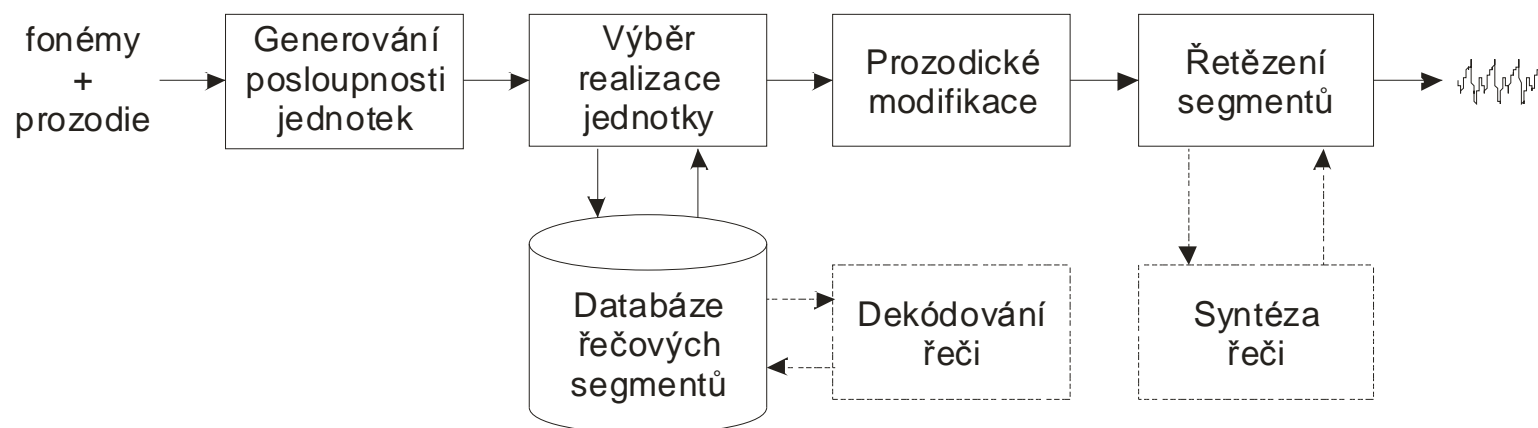 fonémy
+
prozodie
Generování
posloupnosti
jednotek
Výběr
realizace
jednotky
Prozodické
modifikace
Řetězení
segmentů
Databáze
řečových
segmentů
Dekódování
řeči
Syntéza
řeči